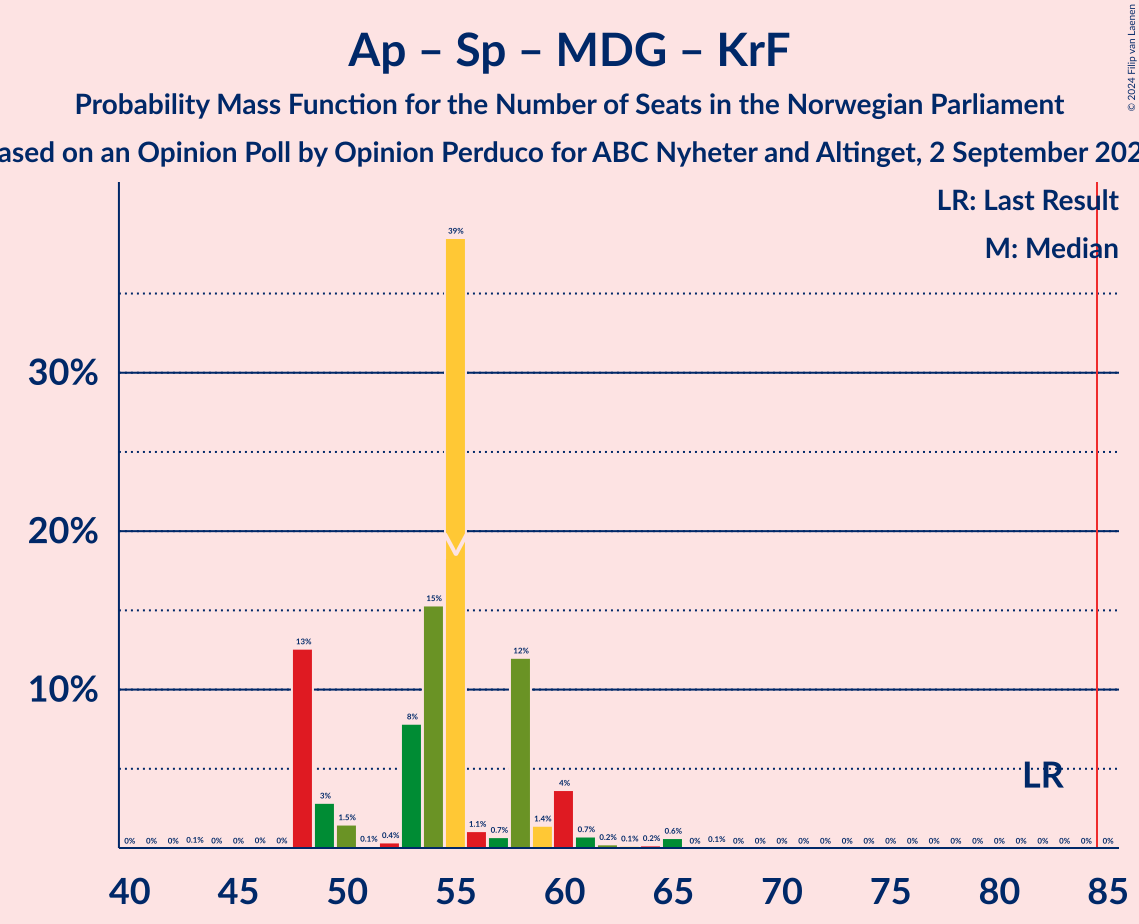 Ap – Sp – MDG – KrF
Probability Mass Function for the Number of Seats in the Norwegian Parliament
ased on an Opinion Poll by Opinion Perduco for ABC Nyheter and Altinget, 2 September 202
© 2024 Filip van Laenen
LR: Last Result
M: Median
39%
30%
20%
15%
13%
12%
10%
8%
LR
4%
3%
1.5%
1.4%
1.1%
0% 0% 0% 0.1% 0% 0% 0% 0% 0.1% 0.4% 0.7% 0.7% 0.2% 0.1% 0.2% 0.6% 0% 0.1% 0% 0% 0% 0% 0% 0% 0% 0% 0% 0% 0% 0% 0% 0% 0% 0% 0% 0%
40 45 50 55 60 65 70 75 80 85